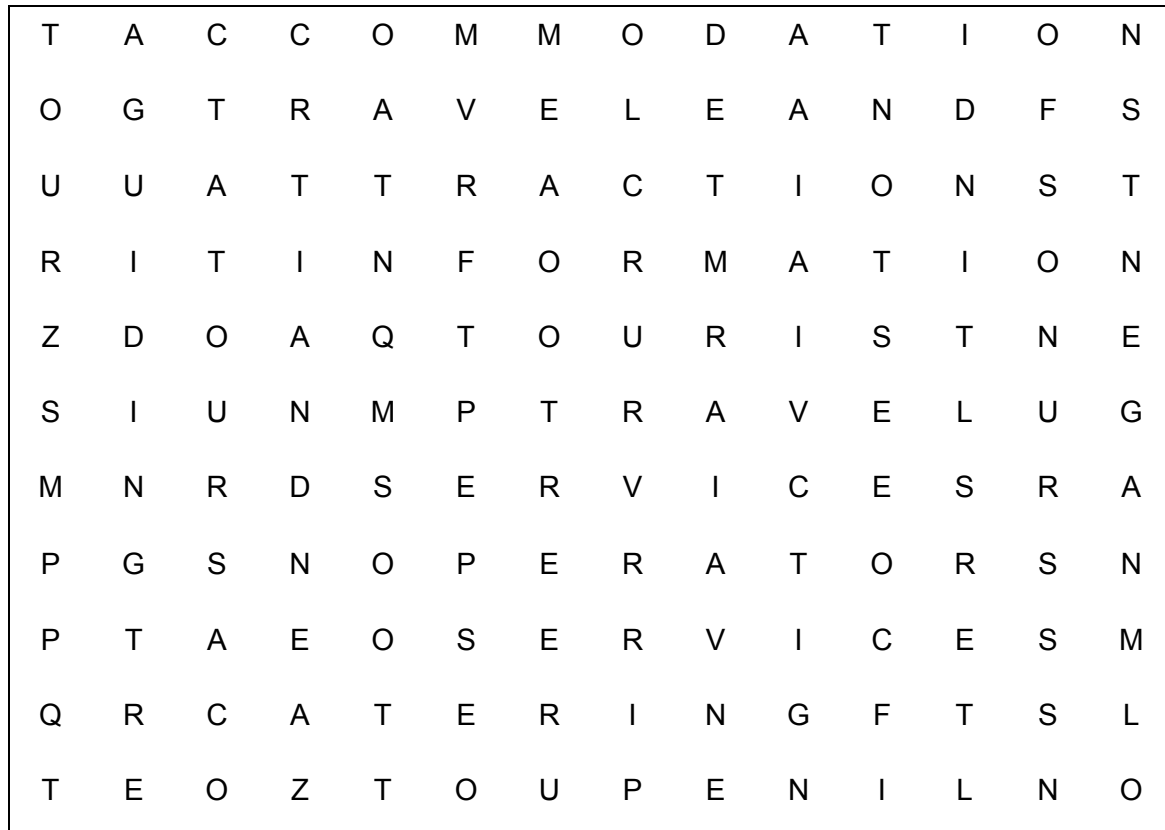 T A C C O M M O D A T I O N
O G T R A V E L E A N D F S
U U A T T R A C T I O N S T
R I T I N F O R M A T I O N
Z D O A Q T O U R I S T N E
S I U N M P T R A V E L U G
M N R D S E R V I C E S R A
P G S N O P E R A T O R S N
P T A E O S E R V I C E S M
Q R C A T E R I N G F T S L
T E O Z T O U P E N I L N O